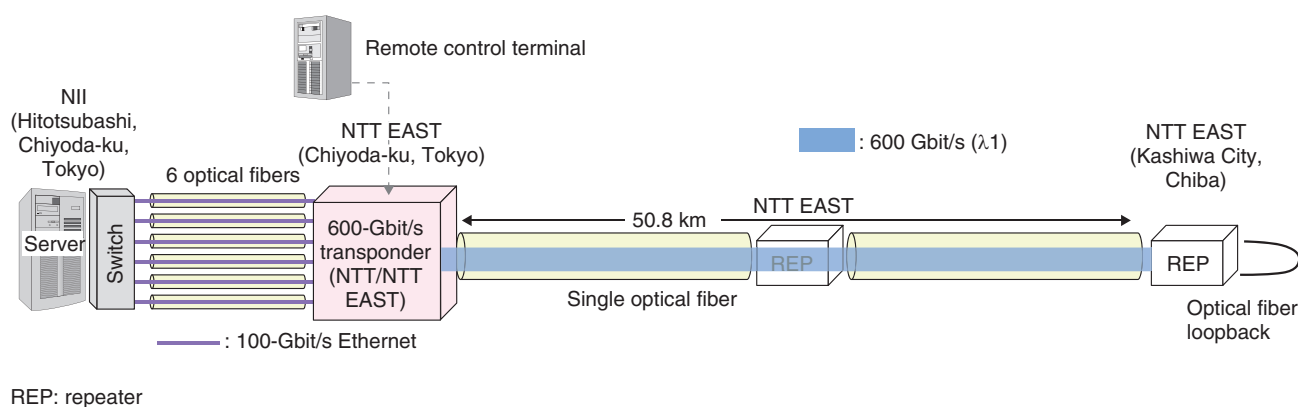 Remote control terminal
NII
(Hitotsubashi,
Chiyoda-ku,
Tokyo)
NTT EAST
(Chiyoda-ku, Tokyo)
: 600 Gbit/s (λ1)
NTT EAST
(Kashiwa City,
Chiba)
6 optical fibers
Server
Switch
600-Gbit/s
transponder
(NTT/NTT
EAST)
50.8 km
NTT EAST
REP
REP
Single optical fiber
Optical fiber
loopback
: 100-Gbit/s Ethernet
REP: repeater